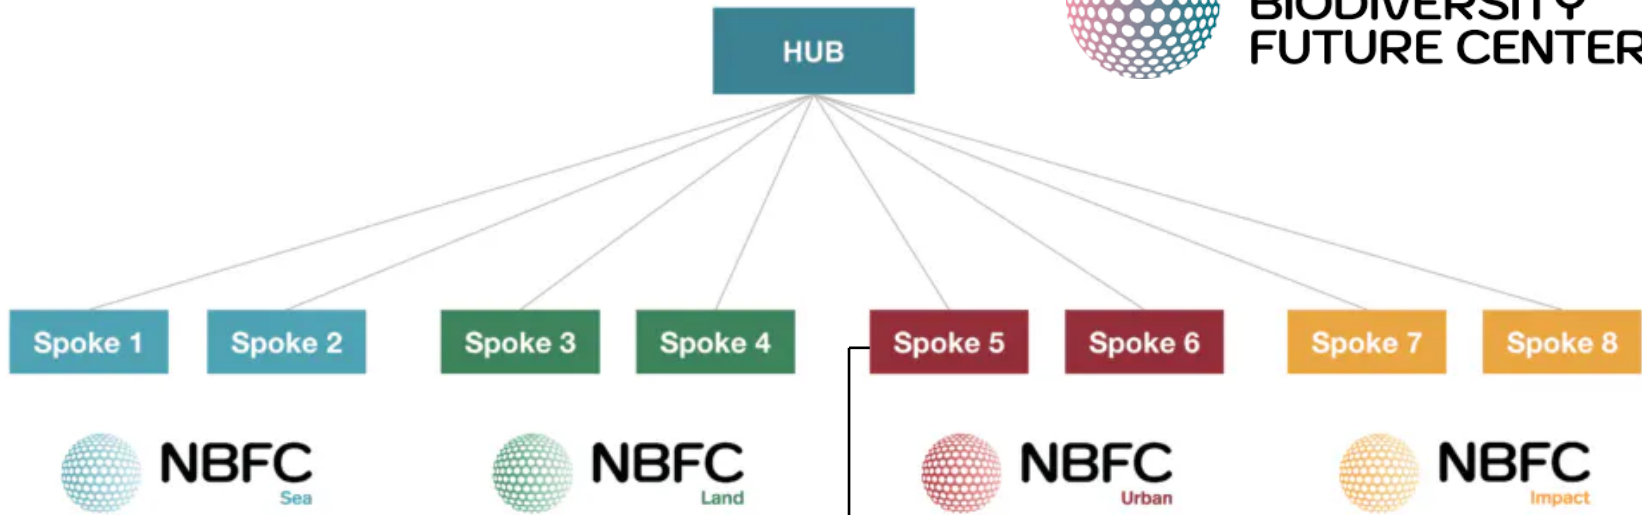 BIODIVERSITY
FUTURE CENTER
HUB
Spoke 1
Spoke 2
Spoke 3
Spoke 4
Spoke 5
Spoke 6
Spoke 7
Spoke 8
NBFC
Sea
NBFC
Land
NBFC
Urban
NBFC
Impact